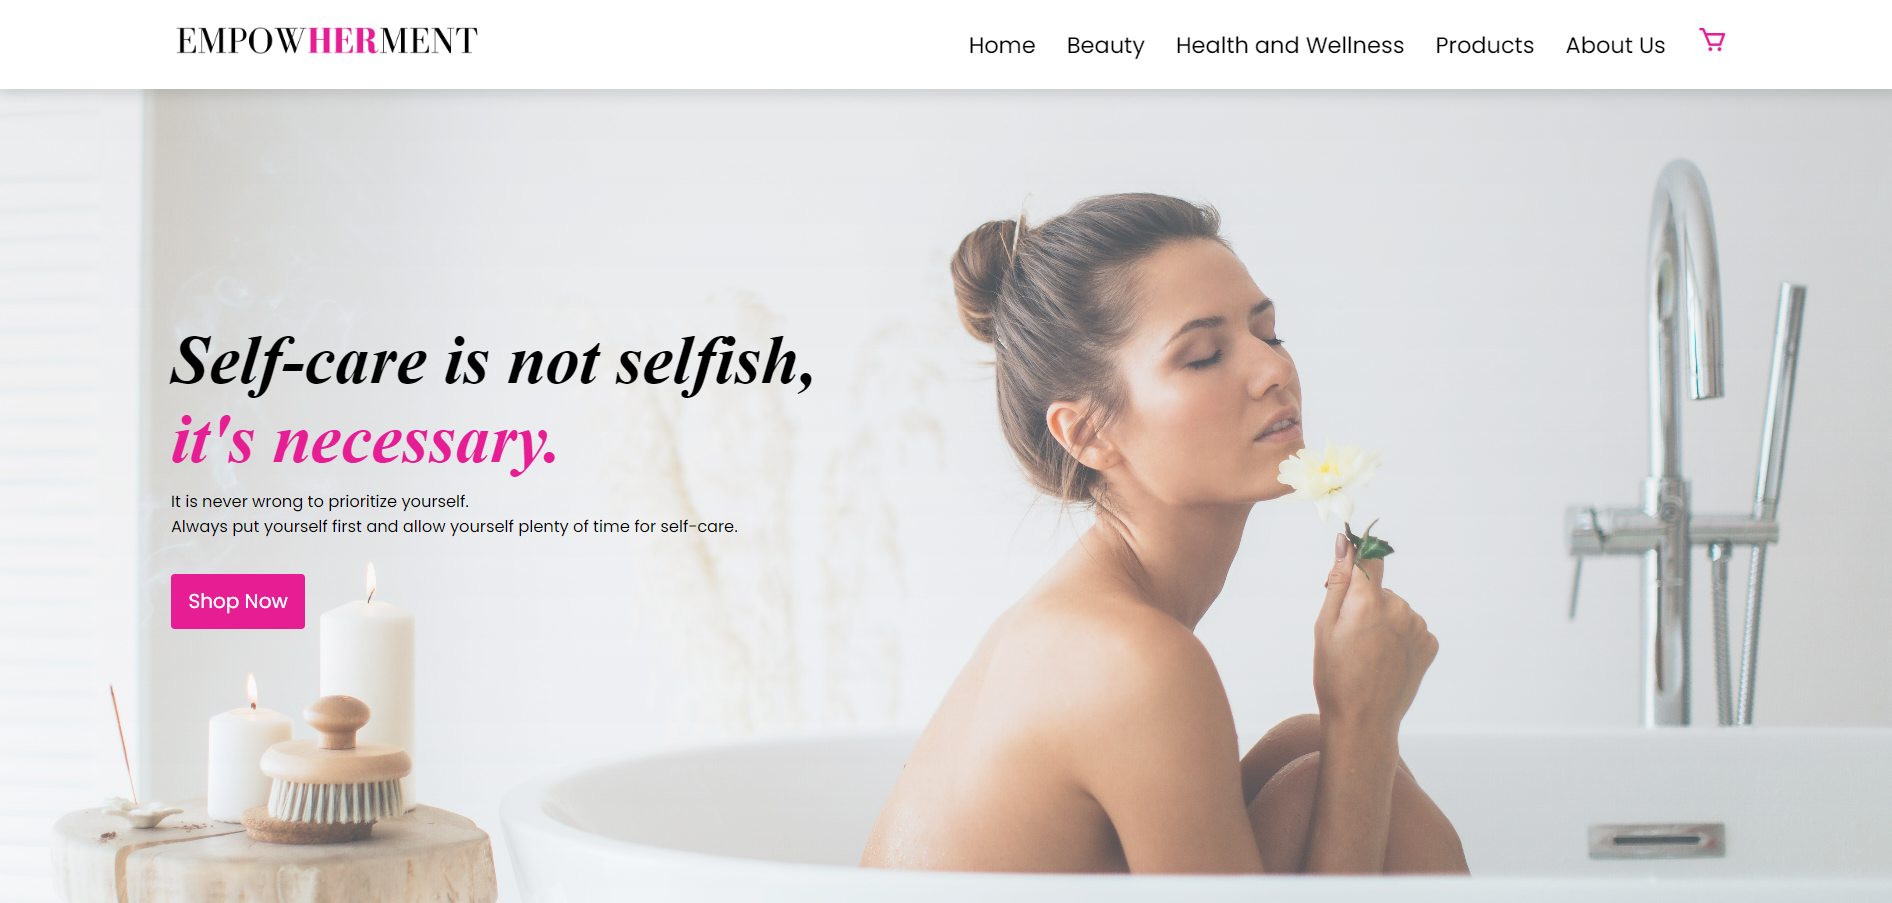 EMPOWHERMENT
Home Beauty Health and Wellness Products About Us
Self-care is not selfish,
it's necessary.
It is never wrong to prioritize yourself.
Always put yourself first and allow yourself plenty of time for self-care.
Shop Now